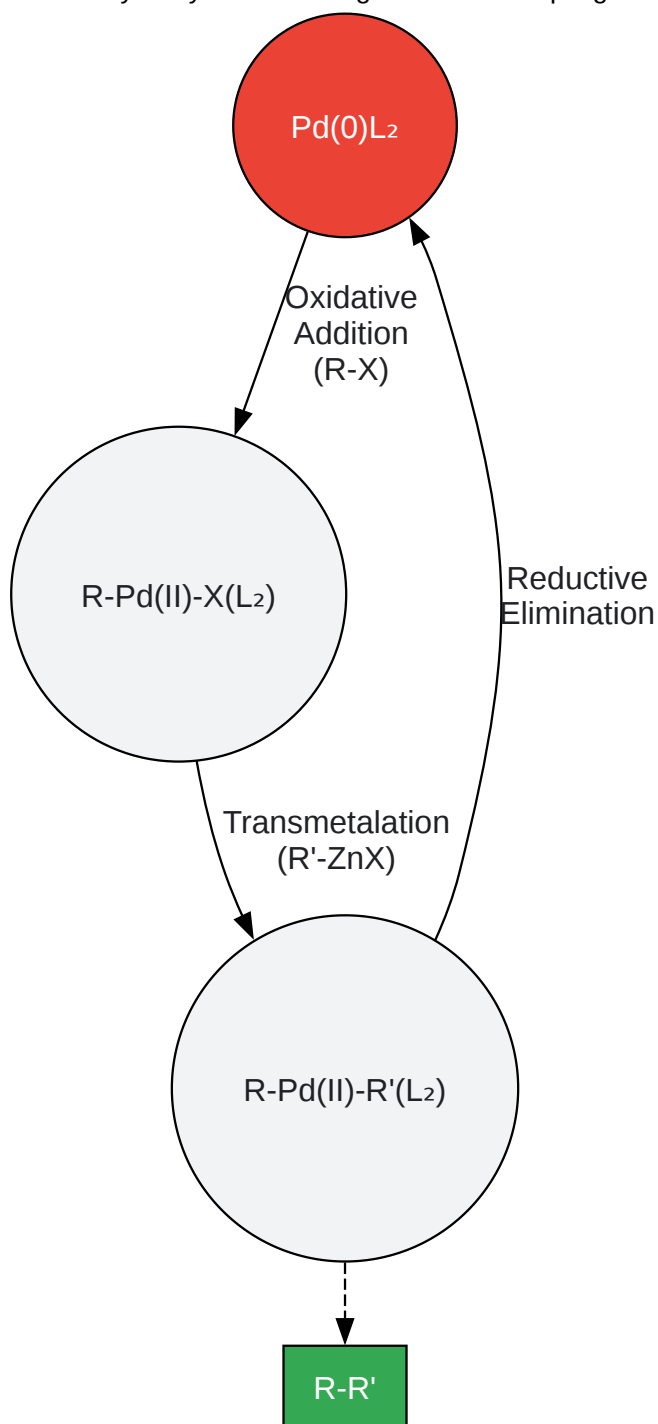 Pd(0)L₂
Oxidative
Addition
(R-X)
R-Pd(II)-X(L₂)
Reductive
Elimination
Transmetalation
(R'-ZnX)
R-Pd(II)-R'(L₂)
R-R'